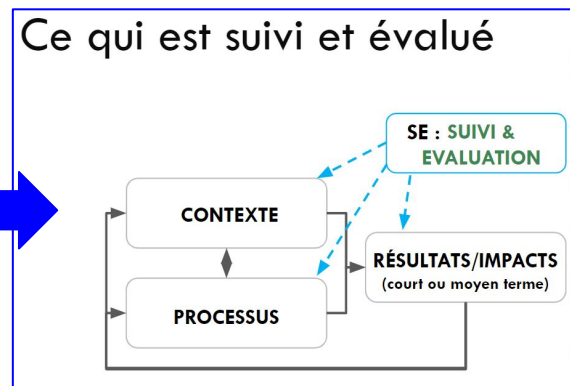 Ce qui est suivi et évalué
SE : SUIVI &
EVALUATION
CONTEXTE
RÉSULTATS/IMPACTS
(court ou moyen terme)
PROCESSUS